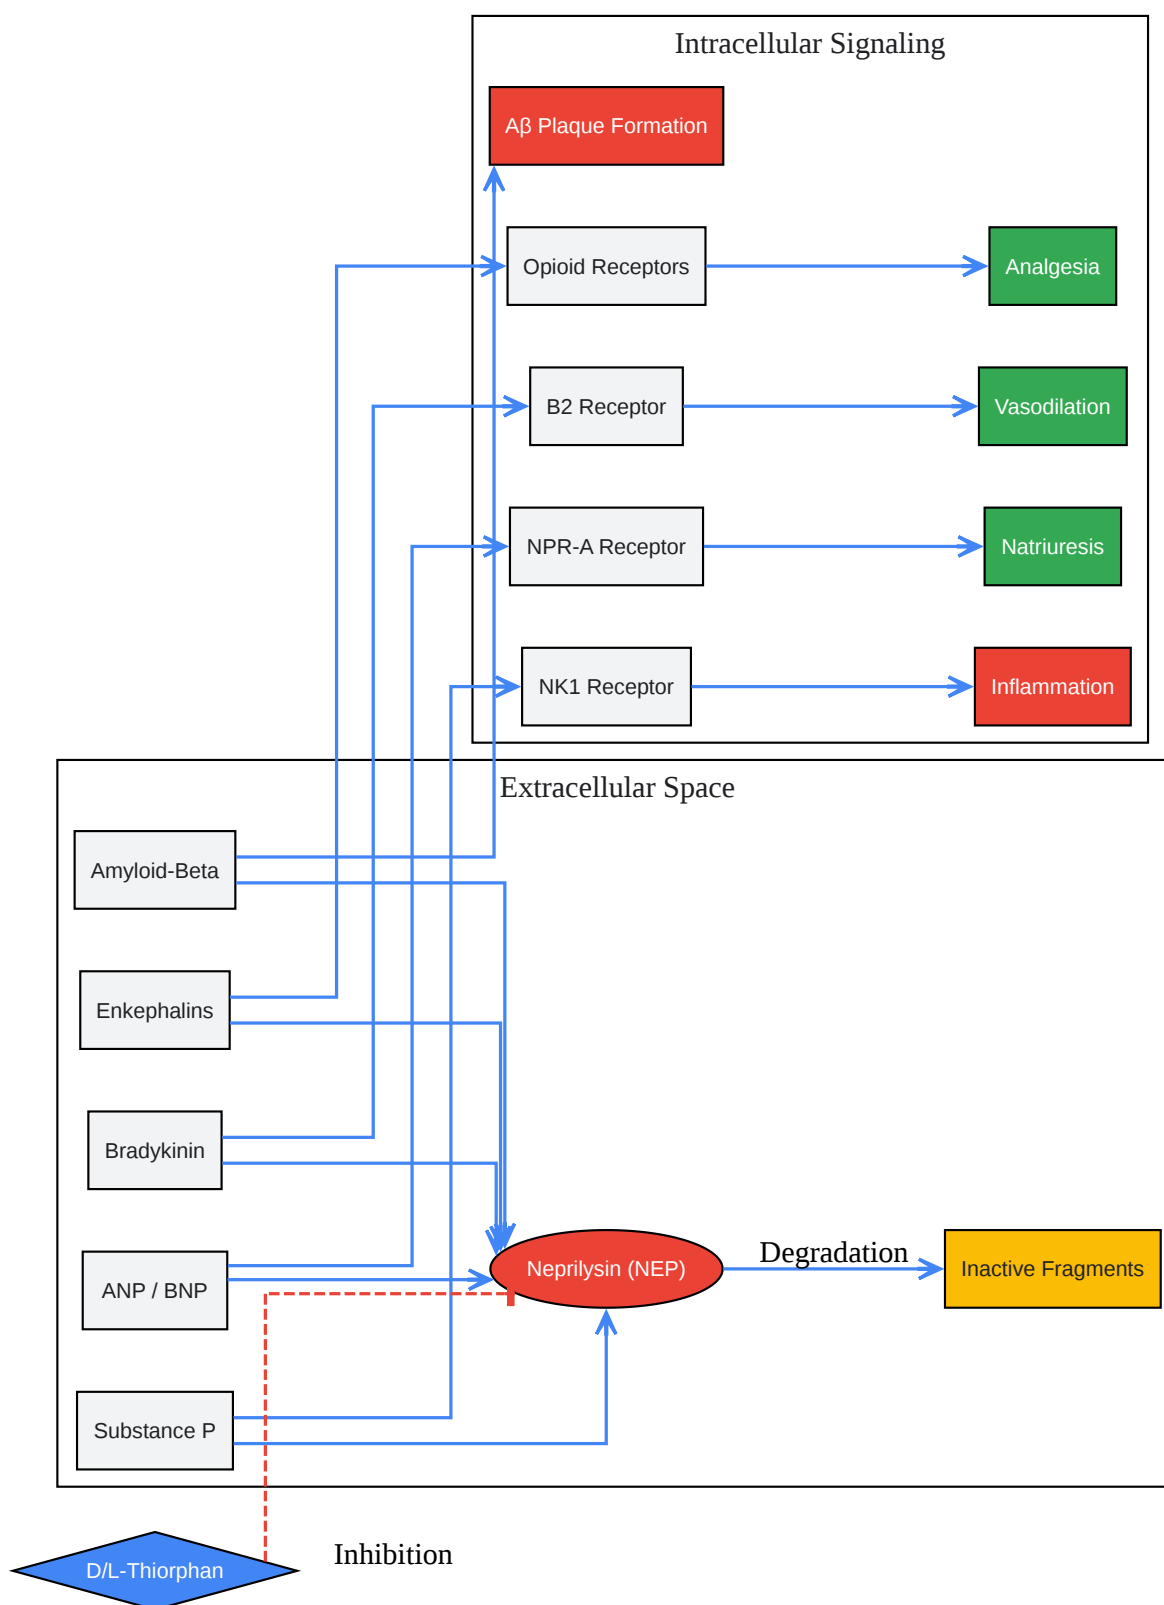 Intracellular Signaling
Aβ Plaque Formation
Opioid Receptors
Analgesia
B2 Receptor
Vasodilation
NPR-A Receptor
Natriuresis
NK1 Receptor
Inflammation
Extracellular Space
Amyloid-Beta
Enkephalins
Bradykinin
ANP / BNP
Neprilysin (NEP)
Degradation
Inactive Fragments
Substance P
D/L-Thiorphan
Inhibition